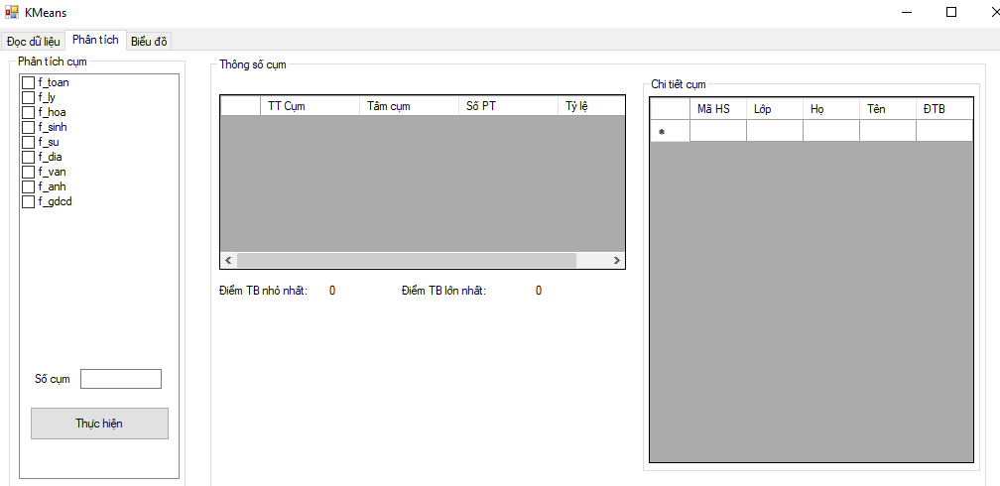 KMeans
Đọc dữ liệu Phân tích Biểu đồ
Phân tích cụm
f_toan
f_ly
f_hoa
f_sinh
f_su
f_dia
f_van
f_anh
f_gdcd
Số cụm
Thực hiện
Thông số cụm
TT Cụm Tâm cụm Số PT Tỷ lệ
Điểm TB nhỏ nhất: 0 Điểm TB lớn nhất: 0
Chi tiết cụm
Mã HS Lớp Họ Tên ĐTB